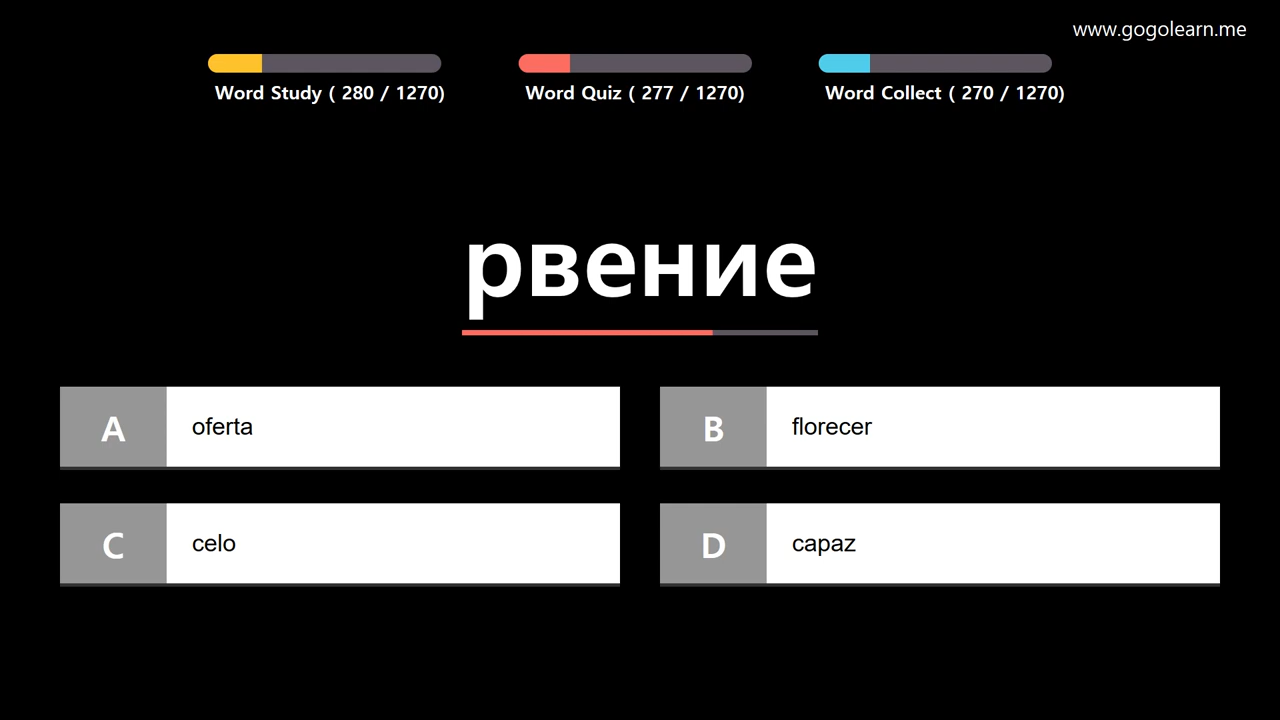 www.gogolearn.me
Word Study ( 280 / 1270)
Word Quiz ( 277 / 1270)
Word Collect ( 270 / 1270)
рвение
A oferta
B florecer
C celo
D capaz